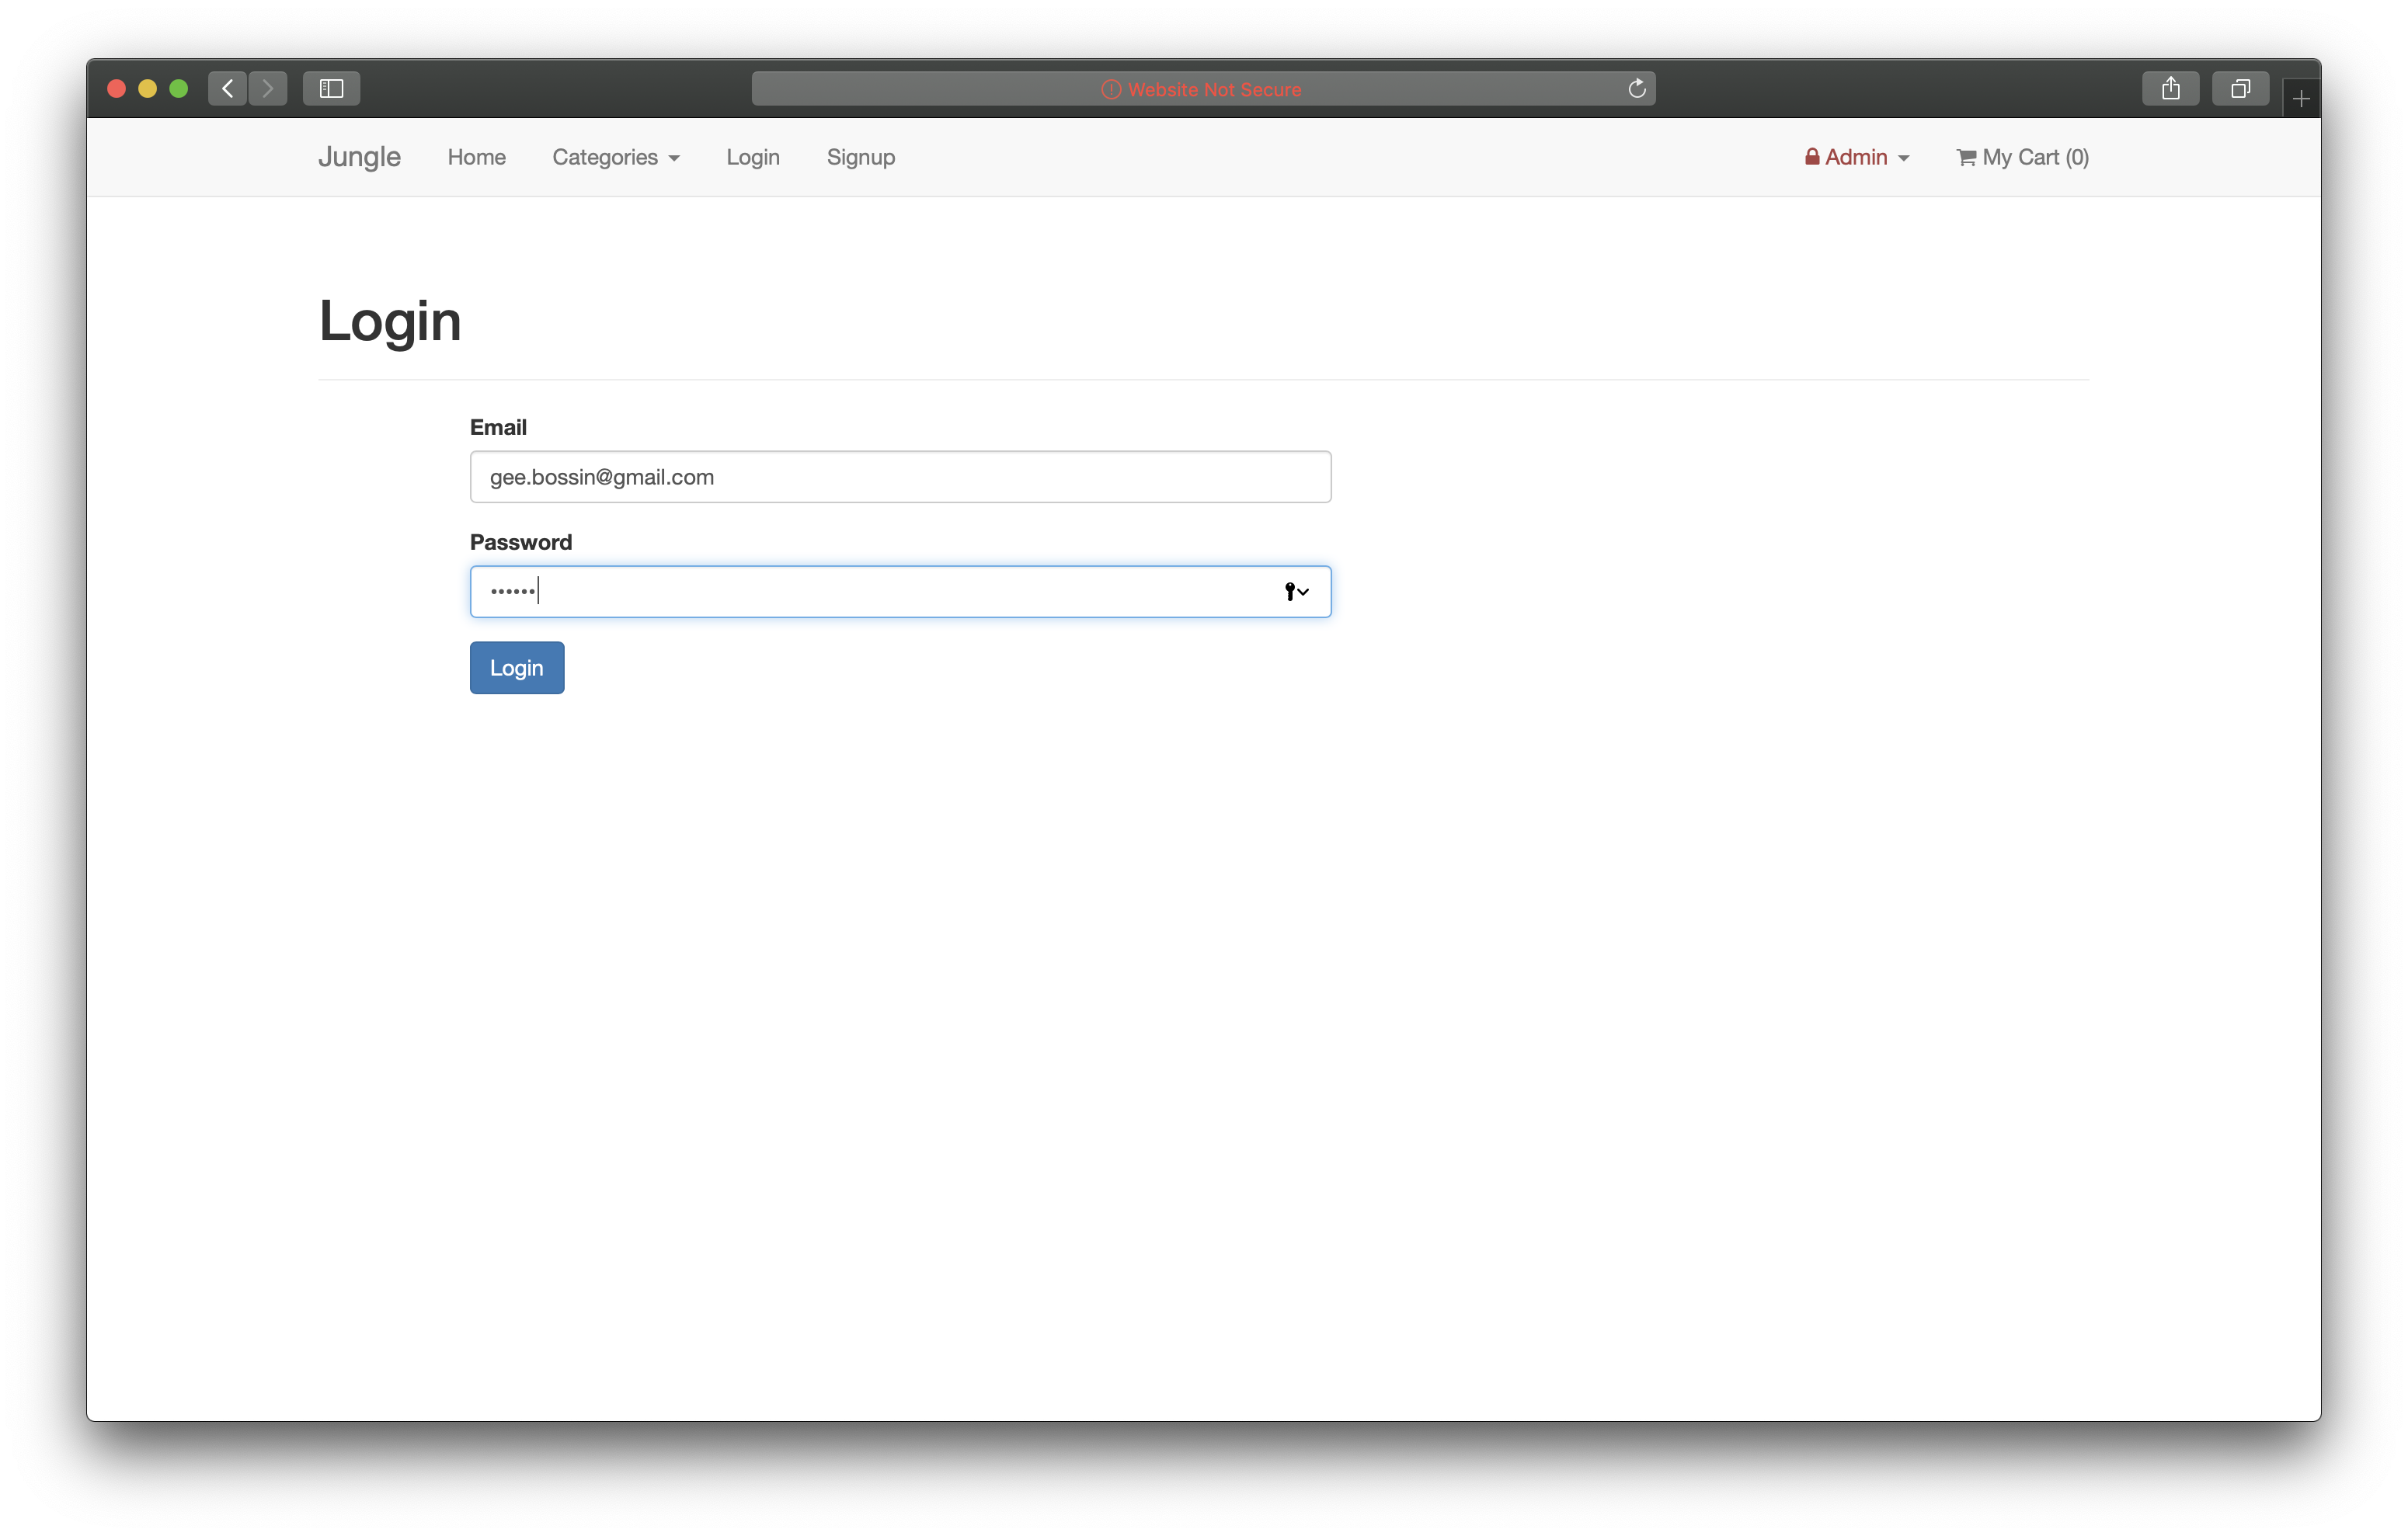 Website Not Secure
Jungle Home Categories Login Signup Admin My Cart (0)
Login
Email
gee.bossin@gmail.com
Password
••••••
Login